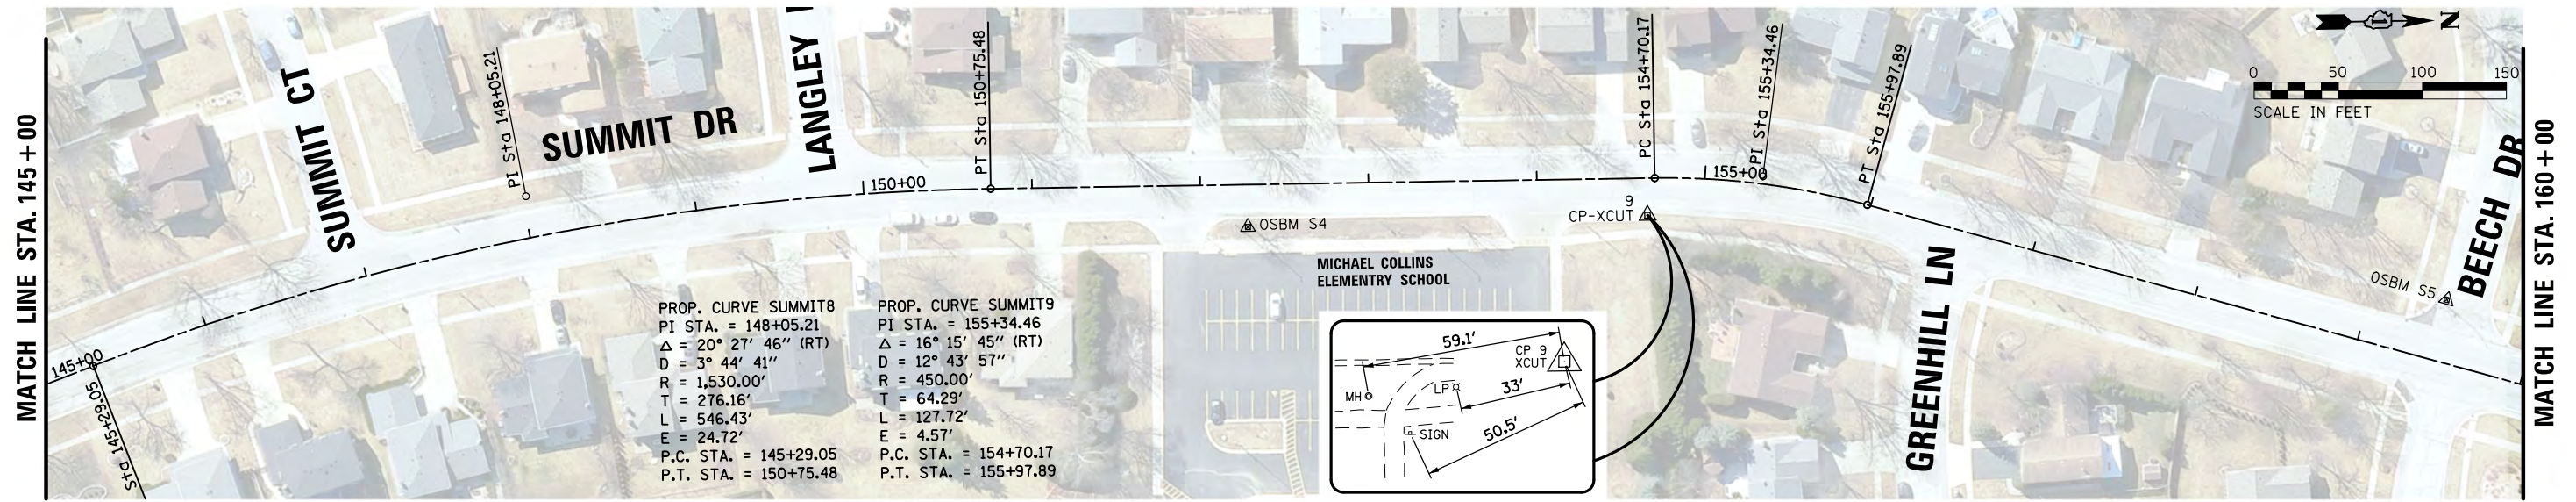 MATCH LINE STA. 145+00
145+00
Sta 145+29.05
SUMMIT CT
PI Sta 148+05.21
SUMMIT DR
LANGLEY
150+00
PT Sta 150+75.48
OSBM S4
MICHAEL COLLINS
ELEMENTRY SCHOOL
PROP. CURVE SUMMIT8
PI STA. = 148+05.21
Δ = 20° 27' 46'' (RT)
D = 3° 44' 41''
R = 1,530.00'
T = 276.16'
L = 546.43'
E = 24.72'
P.C. STA. = 145+29.05
P.T. STA. = 150+75.48
PROP. CURVE SUMMIT9
PI STA. = 155+34.46
Δ = 16° 15' 45'' (RT)
D = 12° 43' 57''
R = 450.00'
T = 64.29'
L = 127.72'
E = 4.57'
P.C. STA. = 154+70.17
P.T. STA. = 155+97.89
9
CP-XCUT
59.1'
CP 9
XCUT
LP
33'
MH
SIGN
50.5'
PC Sta 154+70.17
155+00
PI Sta 155+34.46
PT Sta 155+97.89
GREENHILL LN
N
0 50 100 150
SCALE IN FEET
OSBM S5
BEECH DR
MATCH LINE STA. 160+00